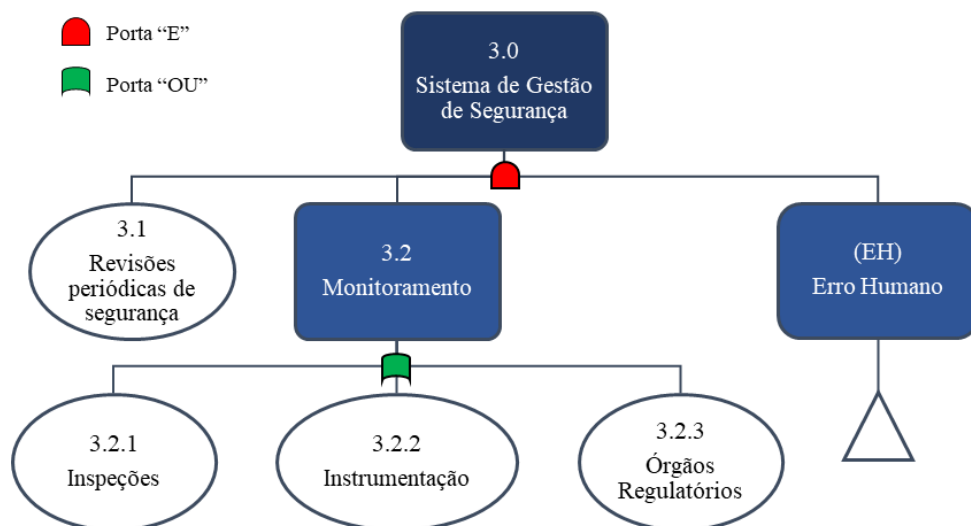 Porta “E”
Porta “OU”
3.0
Sistema de Gestão
de Segurança
3.1
Revisões
periódicas de
segurança
3.2
Monitoramento
(EH)
Erro Humano
3.2.1
Inspeções
3.2.2
Instrumentação
3.2.3
Órgãos
Regulatórios